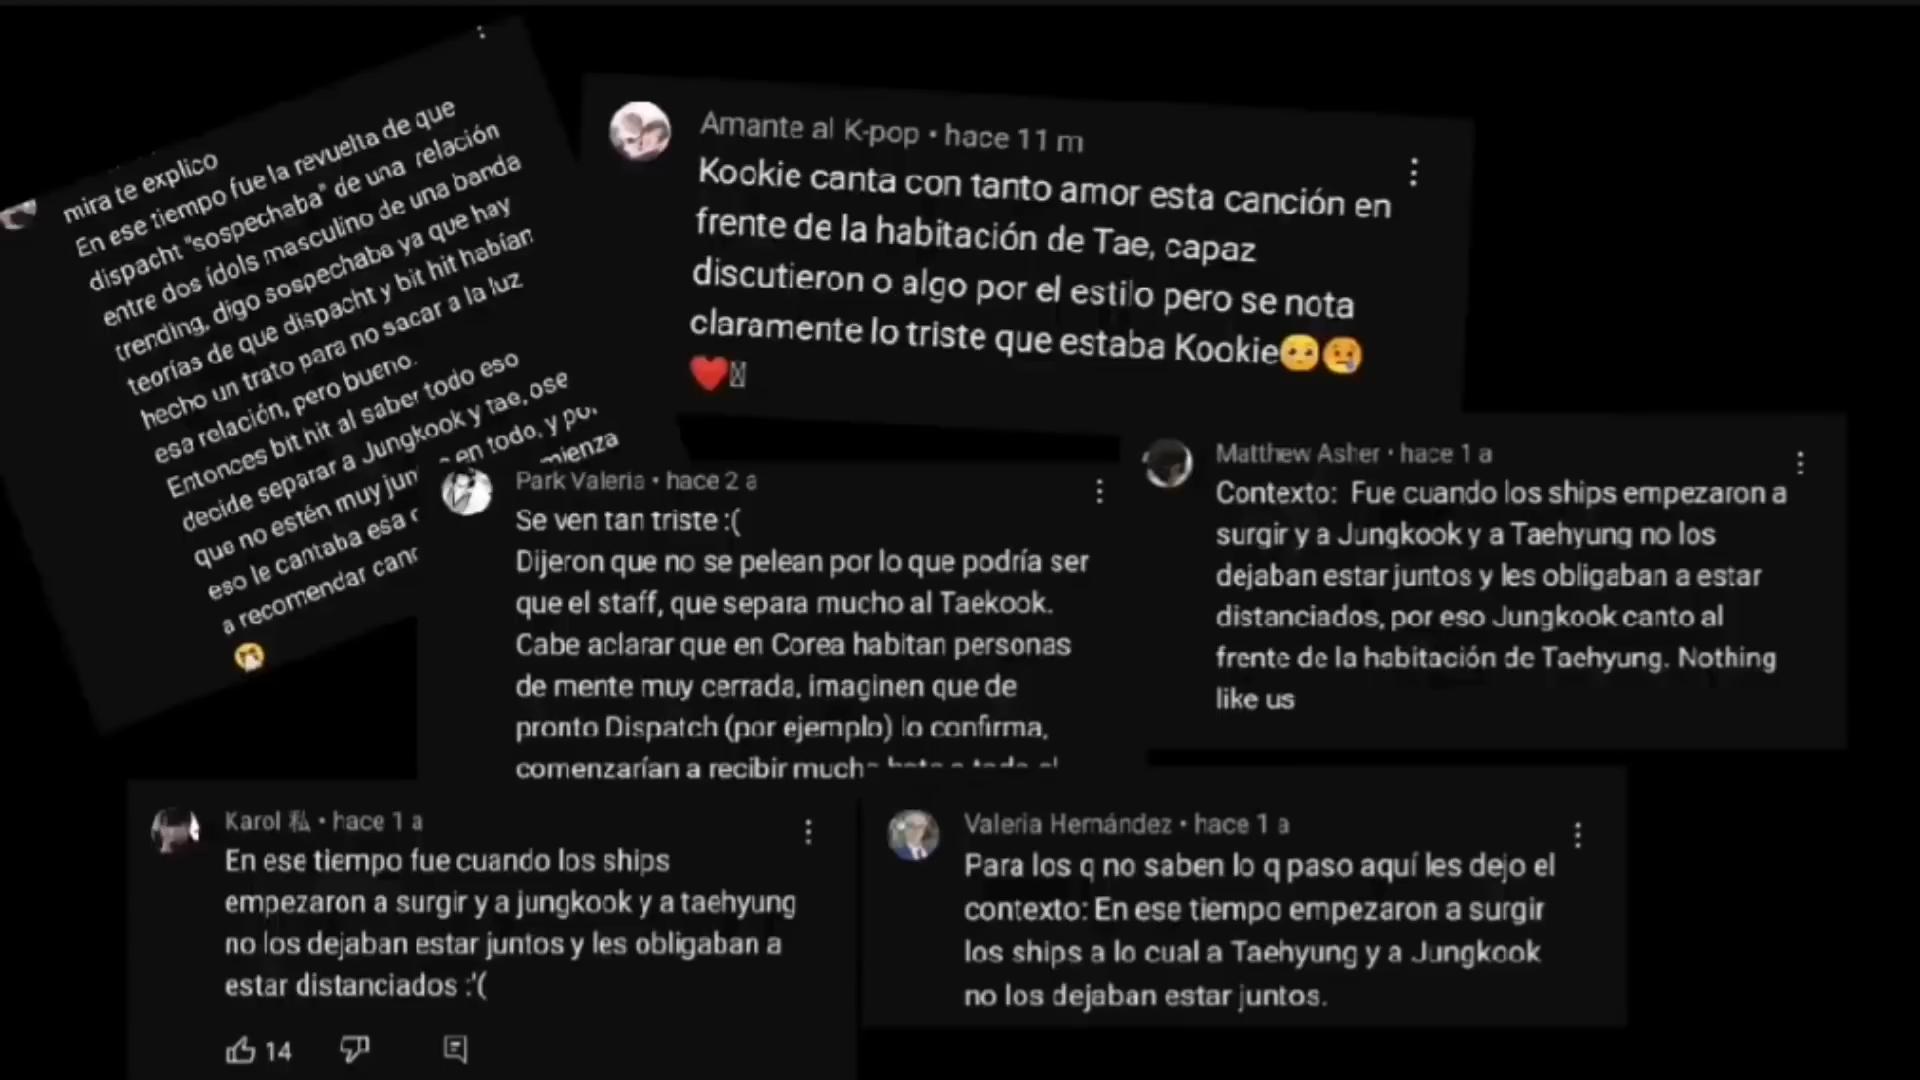 mira te explico
En ese tiempo fue la revuelta de que
dispacht "sospechaba" de una relación
entre dos ídols masculino de una banda
trending, digo sospechaba ya que hay
teorías de que dispacht y bit hit habían
hecho un trato para no sacar a la luz
esa relación, pero bueno.
Entonces bit hit al saber todo eso
decide separar a Jungkook y tae, ose
que no estén muy en todo, y
eso le cantaba esa
a recomendar
Amante al K-pop • hace 11 m
Kookie canta con tanto amor esta canción en
frente de la habitación de Tae, capaz
discutieron o algo por el estilo pero se nota
claramente lo triste que estaba Kookie🥺😢
❤️
Park Valeria • hace 2 a
Se ven tan triste :(
Dijeron que no se pelean por lo que podría ser
que el staff, que separa mucho al Taekook.
Cabe aclarar que en Corea habitan personas
de mente muy cerrada, imaginen que de
pronto Dispatch (por ejemplo) lo confirma,
comenzarían a recibir
Matthew Asher • hace 1 a
Contexto: Fue cuando los ships empezaron a
surgir y a Jungkook y a Taehyung no los
dejaban estar juntos y les obligaban a estar
distanciados, por eso Jungkook canto al
frente de la habitación de Taehyung. Nothing
like us
Karol 私 • hace 1 a
En ese tiempo fue cuando los ships
empezaron a surgir y a jungkook y a taehyung
no los dejaban estar juntos y les obligaban a
estar distanciados :'(
14
Valeria Hernández • hace 1 a
Para los q no saben lo q paso aquí les dejo el
contexto: En ese tiempo empezaron a surgir
los ships a lo cual a Taehyung y a Jungkook
no los dejaban estar juntos.